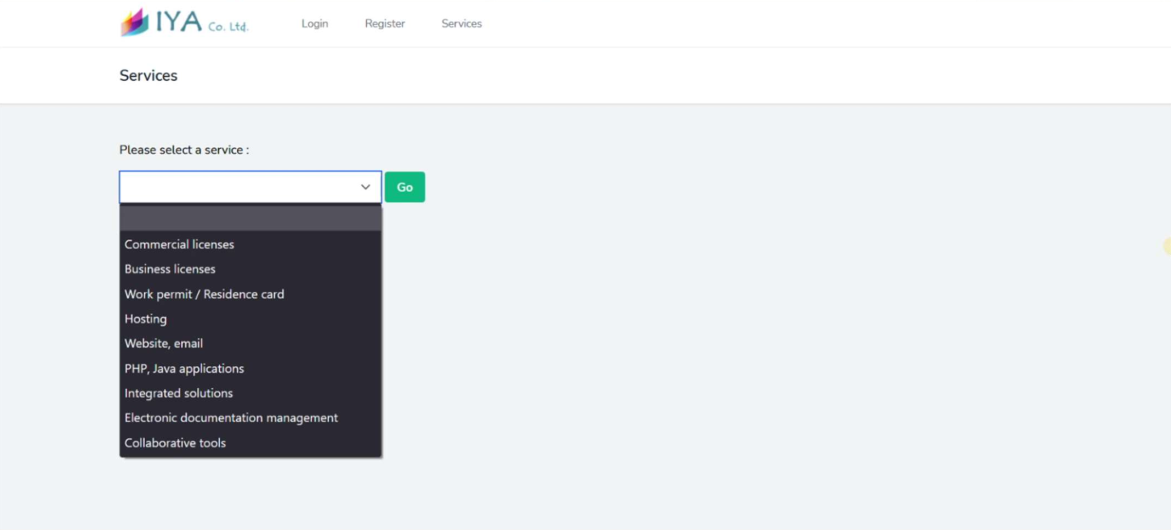 IYA Co. Ltd. Login Register Services
Services
Please select a service :
Go
Commercial licenses
Business licenses
Work permit / Residence card
Hosting
Website, email
PHP, Java applications
Integrated solutions
Electronic documentation management
Collaborative tools